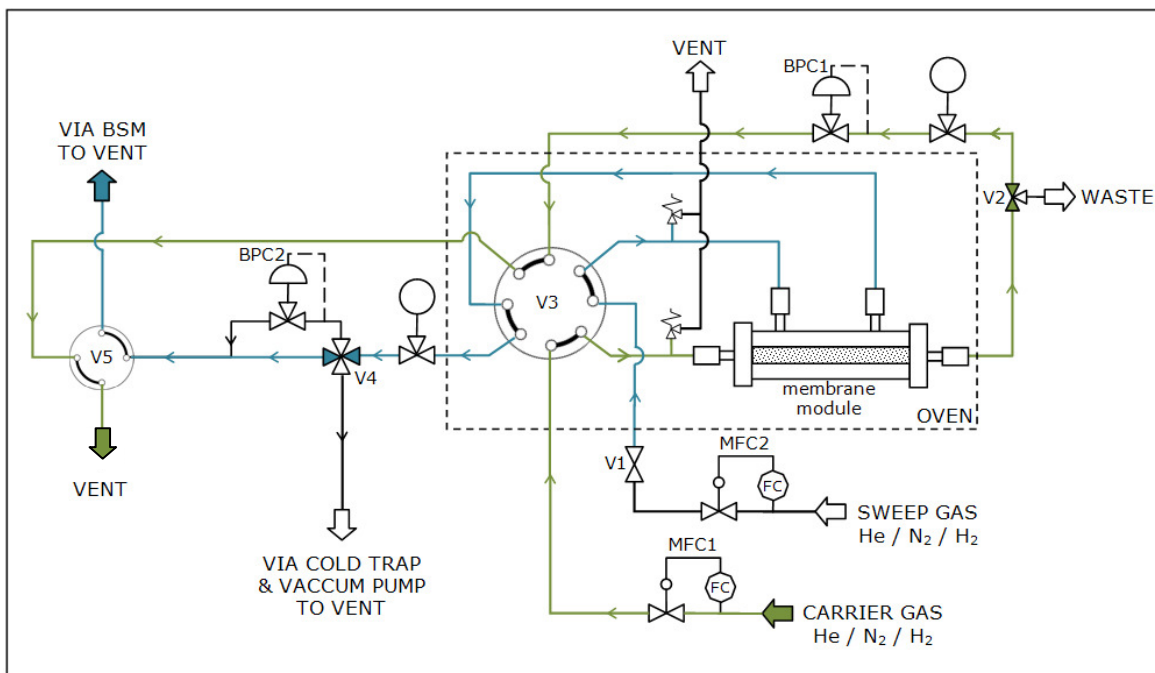 VENT
BPC1
VIA BSM
TO VENT
V2
WASTE
BPC2
V3
V5
V4
membrane
module
OVEN
VENT
V1
MFC2
FC
SWEEP GAS
He / N₂ / H₂
VIA COLD TRAP
& VACCUM PUMP
TO VENT
MFC1
FC
CARRIER GAS
He / N₂ / H₂